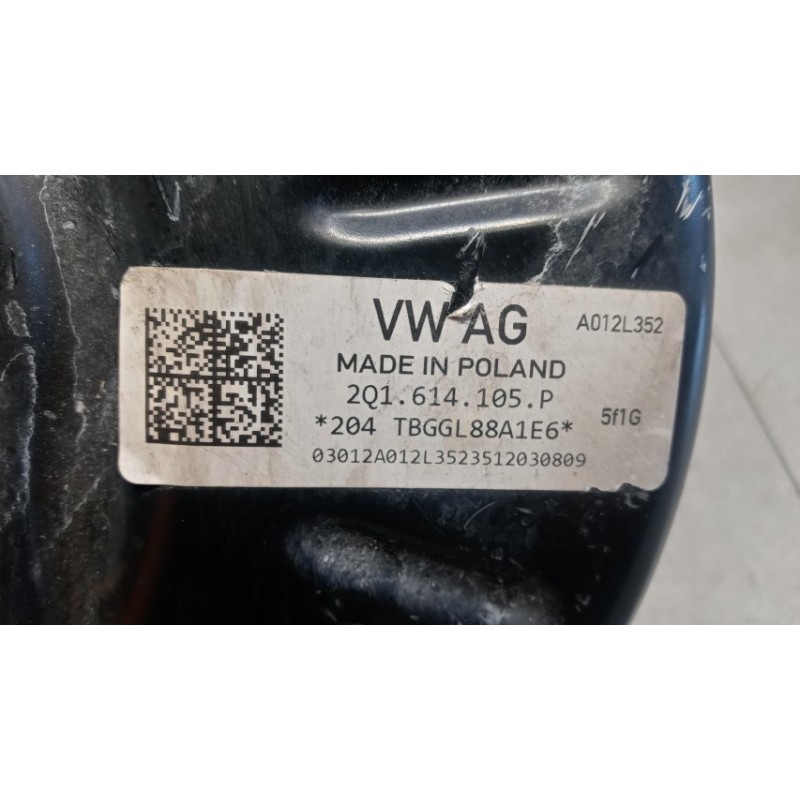 VW AG
A012L352
MADE IN POLAND
2Q1.614.105.P
*204 TBGGL88A1E6*
5f1G
03012A012L3523512030809